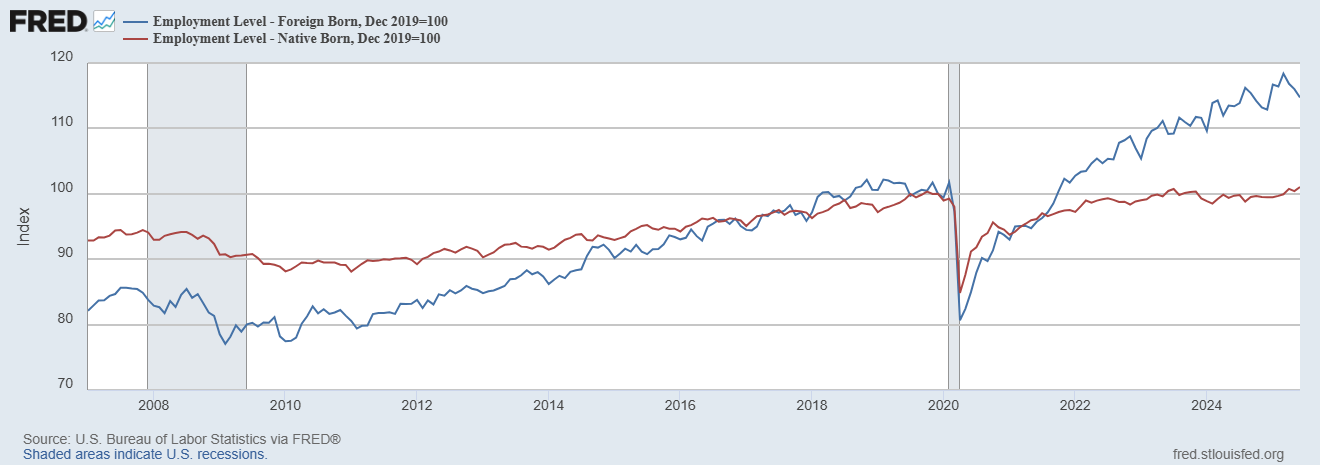 FRED
Employment Level - Foreign Born, Dec 2019=100
Employment Level - Native Born, Dec 2019=100
120
110
100
90
80
70
Index
2008 2010 2012 2014 2016 2018 2020 2022 2024
Source: U.S. Bureau of Labor Statistics via FRED®
Shaded areas indicate U.S. recessions.
fred.stlouisfed.org